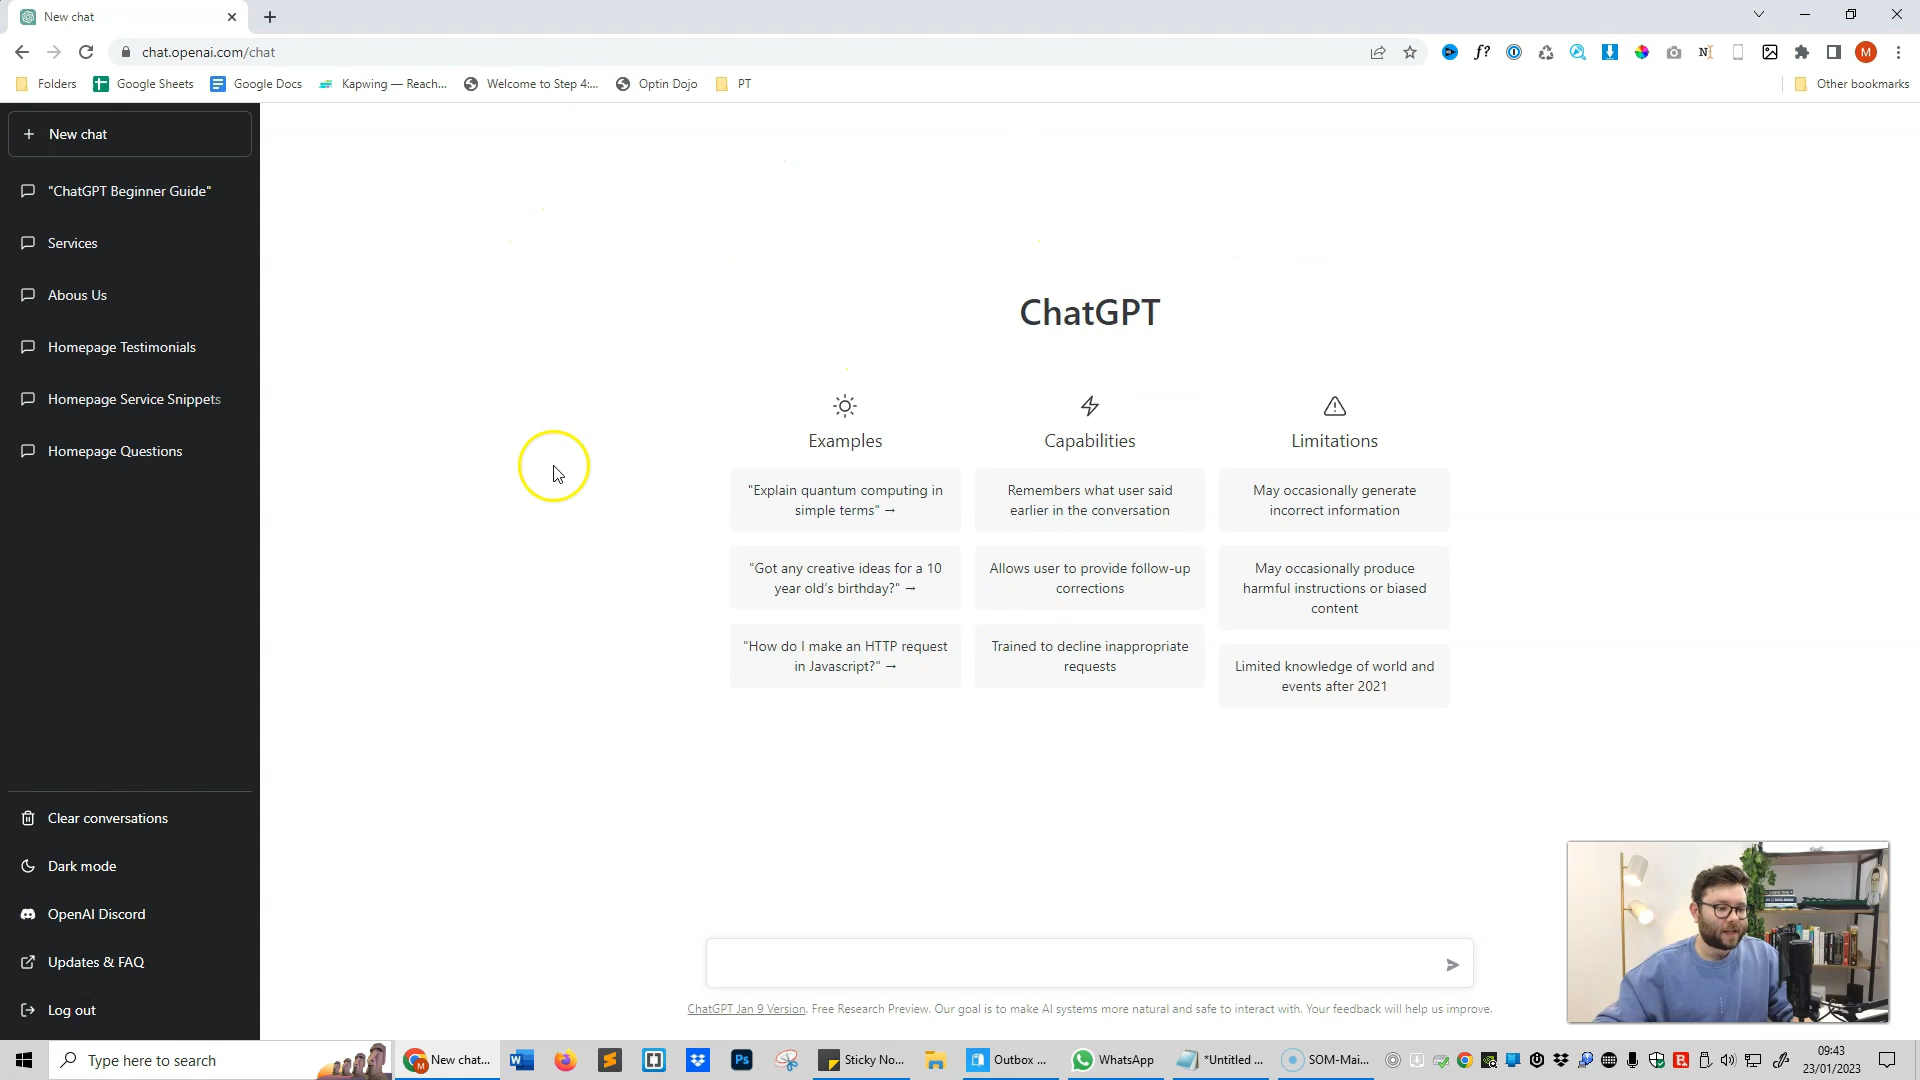 New chat
chat.openai.com/chat
Folders
Google Sheets
Google Docs
Kapwing — Reach...
Welcome to Step 4:...
Optin Dojo
PT
Other bookmarks
New chat
"ChatGPT Beginner Guide"
Services
Abous Us
Homepage Testimonials
Homepage Service Snippets
Homepage Questions
Clear conversations
Dark mode
OpenAI Discord
Updates & FAQ
Log out
ChatGPT
Examples
"Explain quantum computing in
simple terms" →
"Got any creative ideas for a 10
year old's birthday?" →
"How do I make an HTTP request
in Javascript?" →
Capabilities
Remembers what user said
earlier in the conversation
Allows user to provide follow-up
corrections
Trained to decline inappropriate
requests
Limitations
May occasionally generate
incorrect information
May occasionally produce
harmful instructions or biased
content
Limited knowledge of world and
events after 2021
ChatGPT Jan 9 Version. Free Research Preview. Our goal is to make AI systems more natural and safe to interact with. Your feedback will help us improve.
Type here to search
New chat...
Sticky No...
Outbox ...
WhatsApp
*Untitled ...
SOM-Mai...
09:43
23/01/2023